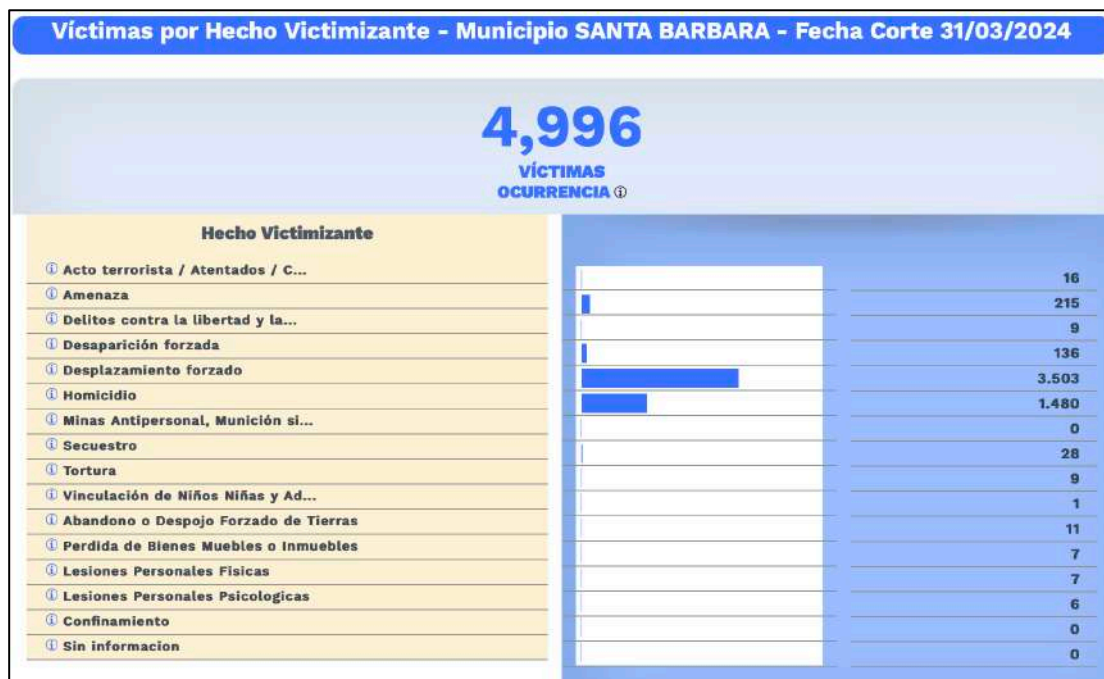 Víctimas por Hecho Victimizante - Municipio SANTA BARBARA - Fecha Corte 31/03/2024
4,996
VÍCTIMAS
OCURRENCIA
Hecho Victimizante
Acto terrorista / Atentados / C... 16
Amenaza 215
Delitos contra la libertad y la... 9
Desaparición forzada 136
Desplazamiento forzado 3.503
Homicidio 1.480
Minas Antipersonal, Munición si... 0
Secuestro 28
Tortura 9
Vinculación de Niños Niñas y Ad... 1
Abandono o Despojo Forzado de Tierras 11
Perdida de Bienes Muebles o Inmuebles 7
Lesiones Personales Fisicas 7
Lesiones Personales Psicologicas 6
Confinamiento 0
Sin informacion 0